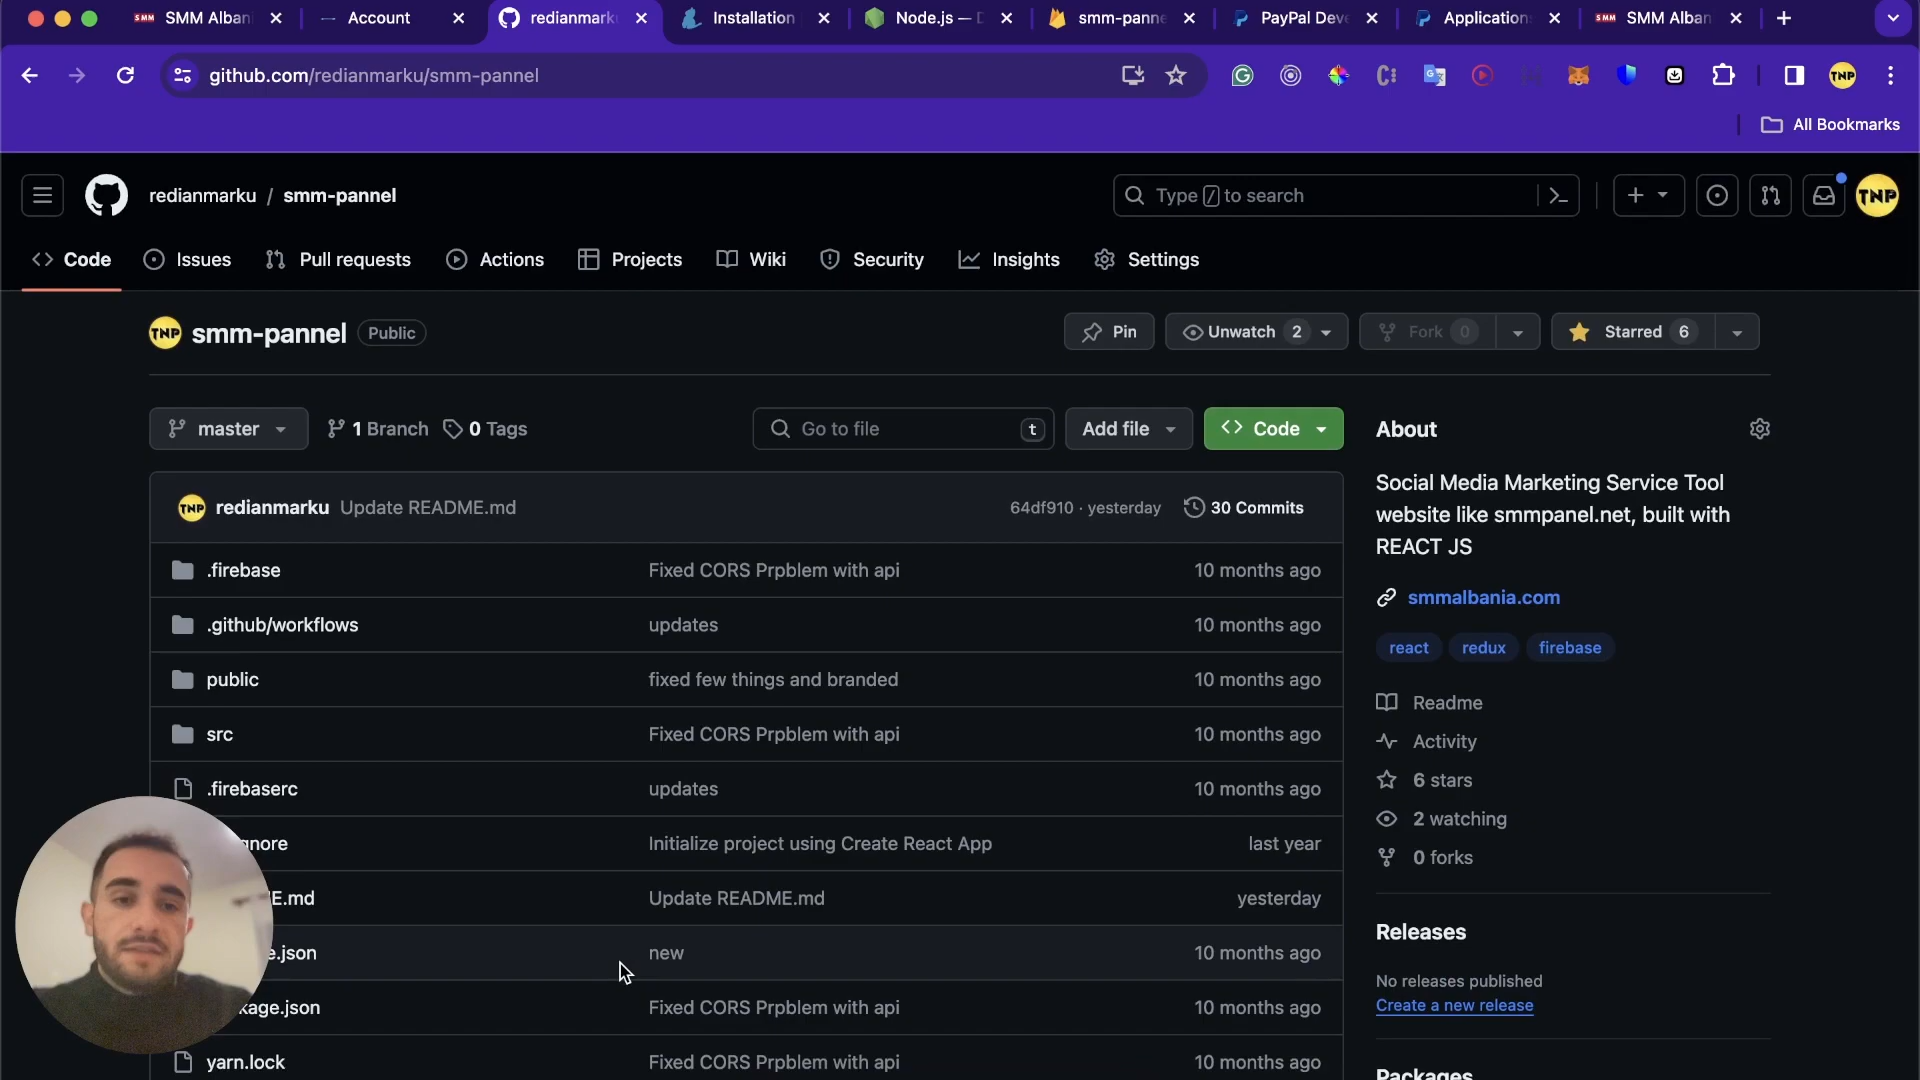 SMM Alban
Account
redianmark
Installation
Node.js —
smm-panne
PayPal Deve
Application
SMM Alban
github.com/redianmarku/smm-pannel
TNP
All Bookmarks
redianmarku / smm-pannel
Type / to search
TNP
Code
Issues
Pull requests
Actions
Projects
Wiki
Security
Insights
Settings
TNP smm-pannel Public
Pin
Unwatch 2
Fork 0
Starred 6
master
1 Branch
0 Tags
Go to file t
Add file
Code
TNP redianmarku Update README.md 64df910 · yesterday 30 Commits
.firebase Fixed CORS Prpblem with api 10 months ago
.github/workflows updates 10 months ago
public fixed few things and branded 10 months ago
src Fixed CORS Prpblem with api 10 months ago
.firebaserc updates 10 months ago
gnore Initialize project using Create React App last year
E.md Update README.md yesterday
e.json new 10 months ago
kage.json Fixed CORS Prpblem with api 10 months ago
yarn.lock Fixed CORS Prpblem with api 10 months ago
About
Social Media Marketing Service Tool
website like smmpanel.net, built with
REACT JS
smmalbania.com
react redux firebase
Readme
Activity
6 stars
2 watching
0 forks
Releases
No releases published
Create a new release
Packages